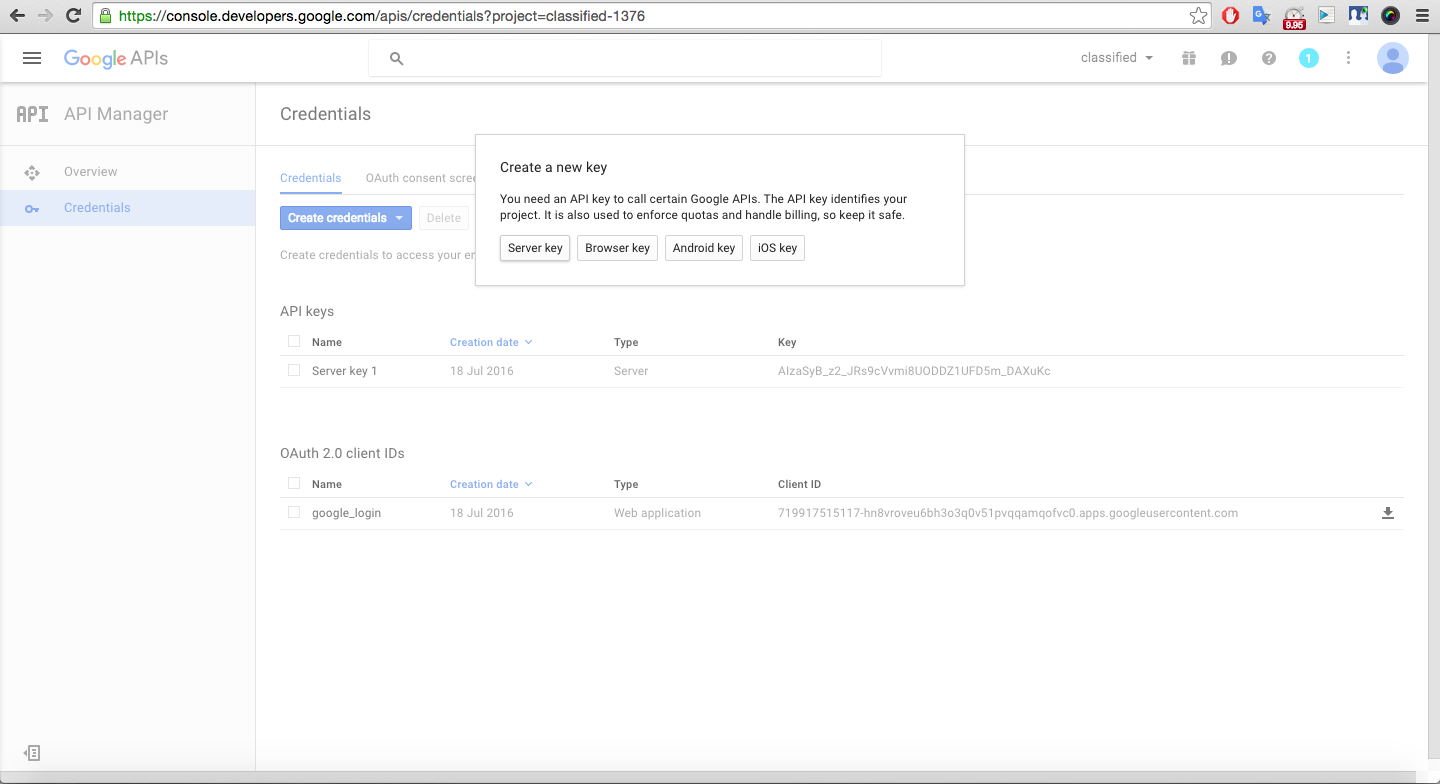 https://console.developers.google.com/apis/credentials?project=classified-1376
9.95
Google APIs
classified
1
API
API Manager
Credentials
Overview
Credentials
Credentials
OAuth consent scree
Create credentials
Delete
Create credentials to access your en
Create a new key
You need an API key to call certain Google APIs. The API key identifies your
project. It is also used to enforce quotas and handle billing, so keep it safe.
Server key
Browser key
Android key
iOS key
API keys
Name Creation date Type Key
Server key 1 18 Jul 2016 Server AIzaSyB_z2_JRs9cVvmi8UODDZ1UFD5m_DAXuKc
OAuth 2.0 client IDs
Name Creation date Type Client ID
google_login 18 Jul 2016 Web application 719917515117-hn8vroveu6bh3o3q0v51pvqqamqofvc0.apps.googleusercontent.com